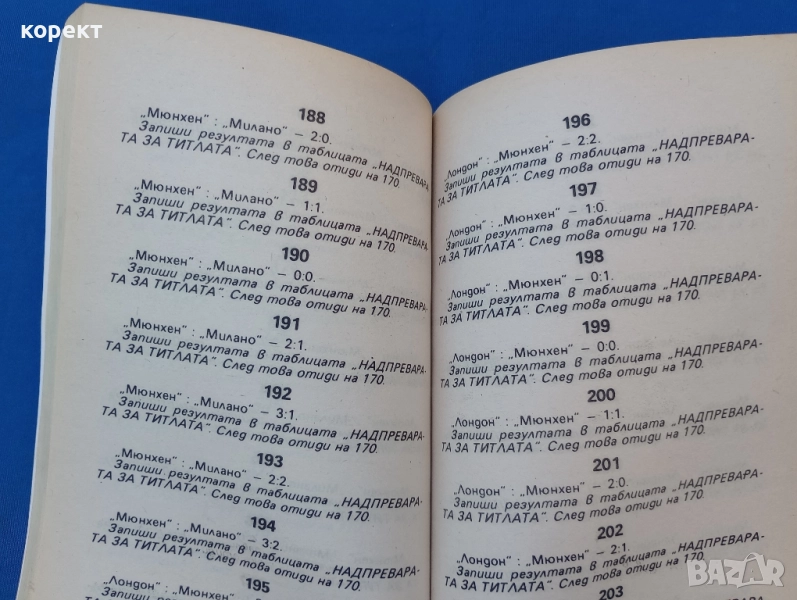 корект
188
„Мюнхен" : „Милано" – 2:0.
Запиши резултата в таблицата „НАДПРЕВАРА-
ТА ЗА ТИТЛАТА". След това отиди на 170.
189
„Мюнхен" : „Милано" – 1:1.
Запиши резултата в таблицата „НАДПРЕВАРА-
ТА ЗА ТИТЛАТА". След това отиди на 170.
190
„Мюнхен" : „Милано" – 0:0.
Запиши резултата в таблицата „НАДПРЕВАРА-
ТА ЗА ТИТЛАТА". След това отиди на 170.
191
„Мюнхен" : „Милано" – 2:1.
Запиши резултата в таблицата „НАДПРЕВАРА-
ТА ЗА ТИТЛАТА". След това отиди на 170.
192
„Мюнхен" : „Милано" – 3:1.
Запиши резултата в таблицата „НАДПРЕВАРА-
ТА ЗА ТИТЛАТА". След това отиди на 170.
193
„Мюнхен" : „Милано" – 2:2.
Запиши резултата в таблицата „НАДПРЕВАРА-
ТА ЗА ТИТЛАТА". След това отиди на 170.
194
„Мюнхен" : „Милано" – 3:2.
Запиши резултата в таблицата „НАДПРЕВАРА-
ТА ЗА ТИТЛАТА". След това отиди на 170.
195
„Лондон" : „Мюнхен" –
Запиши резултата в таблицата
196
„Лондон" : „Мюнхен" – 2:2.
Запиши резултата в таблицата „НАДПРЕВАРА-
ТА ЗА ТИТЛАТА". След това отиди на 170.
197
„Лондон" : „Мюнхен" – 1:0.
Запиши резултата в таблицата „НАДПРЕВАРА-
ТА ЗА ТИТЛАТА". След това отиди на 170.
198
„Лондон" : „Мюнхен" – 0:1.
Запиши резултата в таблицата „НАДПРЕВАРА-
ТА ЗА ТИТЛАТА". След това отиди на 170.
199
„Лондон" : „Мюнхен" – 0:0.
Запиши резултата в таблицата „НАДПРЕВАРА-
ТА ЗА ТИТЛАТА". След това отиди на 170.
200
„Лондон" : „Мюнхен" – 1:1.
Запиши резултата в таблицата „НАДПРЕВАРА-
ТА ЗА ТИТЛАТА". След това отиди на 170.
201
„Лондон" : „Мюнхен" – 2:0.
Запиши резултата в таблицата „НАДПРЕВАРА-
ТА ЗА ТИТЛАТА". След това отиди на 170.
202
„Лондон" : „Мюнхен" – 2:1.
Запиши резултата в таблицата „НАДПРЕВАРА-
ТА ЗА ТИТЛАТА". След това отиди на 170.
203
BAZAR